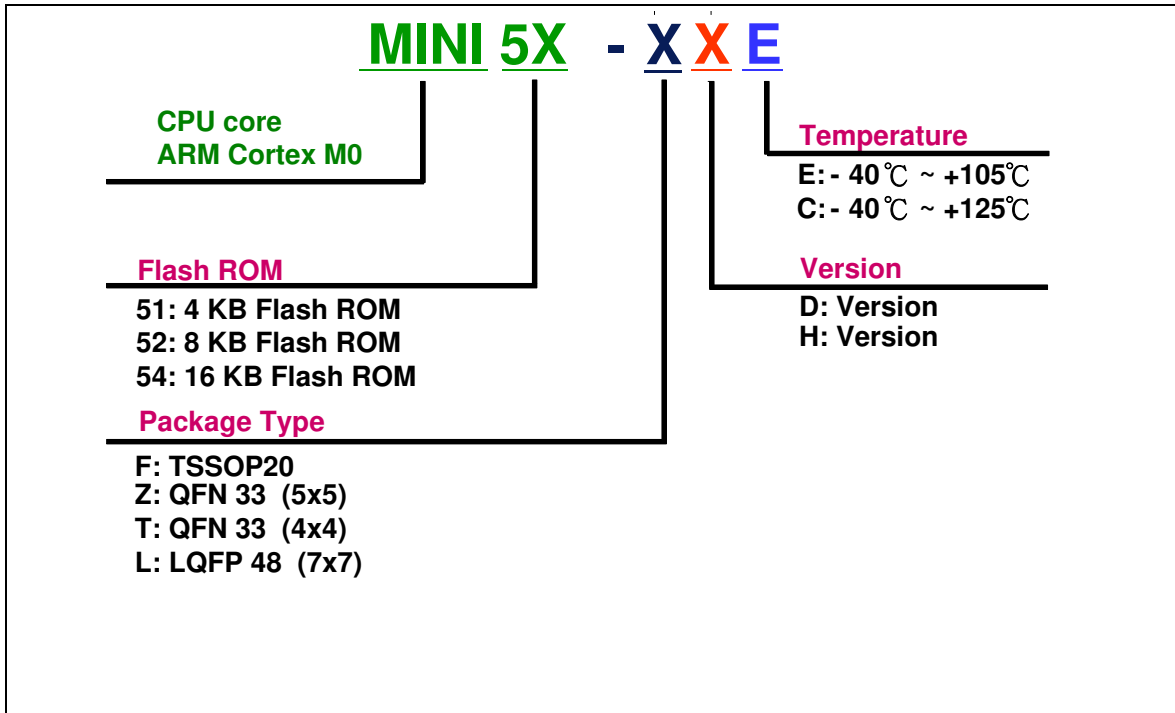 MINI 5X - X X E
CPU core
ARM Cortex M0
Temperature
E: - 40℃ ~ +105℃
C: - 40℃ ~ +125℃
Flash ROM
51: 4 KB Flash ROM
52: 8 KB Flash ROM
54: 16 KB Flash ROM
Version
D: Version
H: Version
Package Type
F: TSSOP20
Z: QFN 33 (5x5)
T: QFN 33 (4x4)
L: LQFP 48 (7x7)